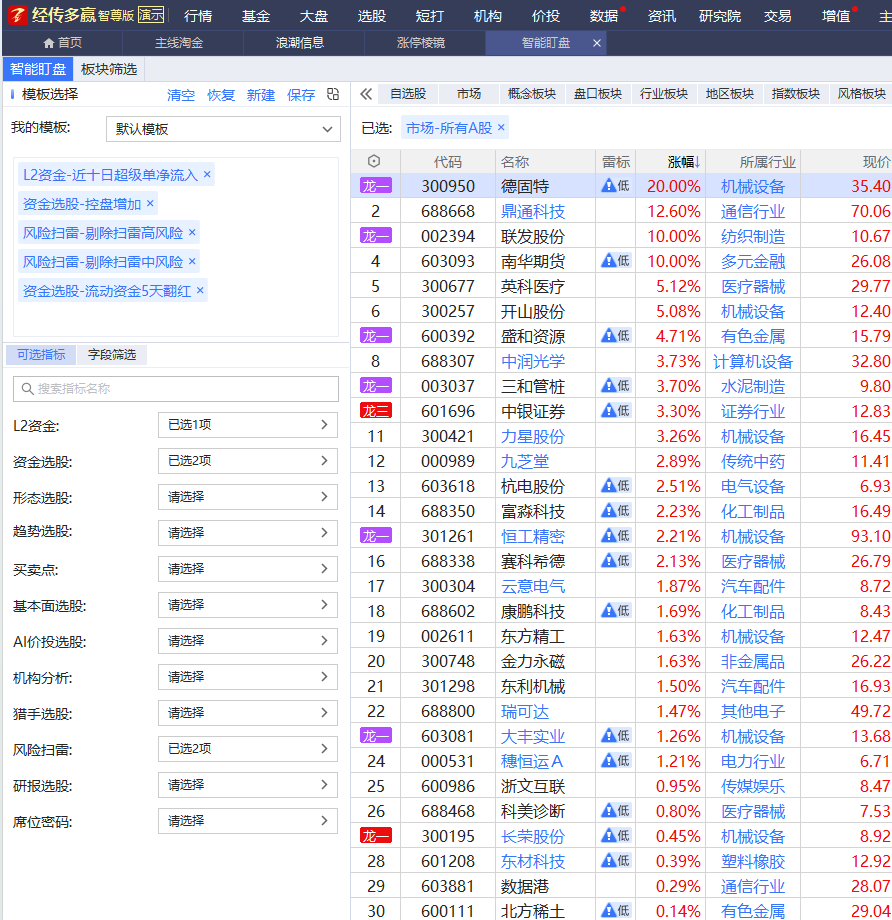 经传多赢 智尊版 演示 行情 基金 大盘 选股 短打 机构 价投 数据 资讯 研究院 交易 增值 主
首页 主线淘金 浪潮信息 涨停棱镜 智能盯盘 ×
智能盯盘 板块筛选
模板选择 清空 恢复 新建 保存
我的模板: 默认模板
L2资金-近十日超级单净流入 ×
资金选股-控盘增加 ×
风险扫雷-剔除扫雷高风险 ×
风险扫雷-剔除扫雷中风险 ×
资金选股-流动资金5天翻红 ×
可选指标 字段筛选
搜索指标名称
L2资金: 已选1项
资金选股: 已选2项
形态选股: 请选择
趋势选股: 请选择
买卖点: 请选择
基本面选股: 请选择
AI价投选股: 请选择
机构分析: 请选择
猎手选股: 请选择
风险扫雷: 已选2项
研报选股: 请选择
席位密码: 请选择
自选股 市场 概念板块 盘口板块 行业板块 地区板块 指数板块 风格板块
已选: 市场-所有A股 ×
代码 名称 雷标 涨幅↓ 所属行业 现价
龙一 300950 德固特 低 20.00% 机械设备 35.40
2 688668 鼎通科技 12.60% 通信行业 70.06
龙一 002394 联发股份 10.00% 纺织制造 10.67
4 603093 南华期货 低 10.00% 多元金融 26.08
5 300677 英科医疗 5.12% 医疗器械 29.77
6 300257 开山股份 5.08% 机械设备 12.40
龙一 600392 盛和资源 低 4.71% 有色金属 15.79
8 688307 中润光学 3.73% 计算机设备 32.80
龙一 003037 三和管桩 低 3.70% 水泥制造 9.80
龙三 601696 中银证券 低 3.30% 证券行业 12.83
11 300421 力星股份 3.26% 机械设备 16.45
12 000989 九芝堂 2.89% 传统中药 11.41
13 603618 杭电股份 低 2.51% 电气设备 6.93
14 688350 富淼科技 低 2.23% 化工制品 16.49
龙一 301261 恒工精密 低 2.21% 机械设备 93.10
16 688338 赛科希德 低 2.13% 医疗器械 26.79
17 300304 云意电气 1.87% 汽车配件 8.72
18 688602 康鹏科技 低 1.69% 化工制品 8.43
19 002611 东方精工 1.63% 机械设备 12.47
20 300748 金力永磁 1.63% 非金属品 26.22
21 301298 东利机械 1.50% 汽车配件 16.93
22 688800 瑞可达 1.47% 其他电子 49.72
龙一 603081 大丰实业 低 1.26% 机械设备 13.68
24 000531 穗恒运A 低 1.21% 电力行业 6.71
25 600986 浙文互联 0.95% 传媒娱乐 8.47
26 688468 科美诊断 低 0.80% 医疗器械 7.53
龙一 300195 长荣股份 低 0.45% 机械设备 8.92
28 601208 东材科技 低 0.39% 塑料橡胶 12.92
29 603881 数据港 0.29% 通信行业 28.07
30 600111 北方稀土 低 0.14% 有色金属 29.04